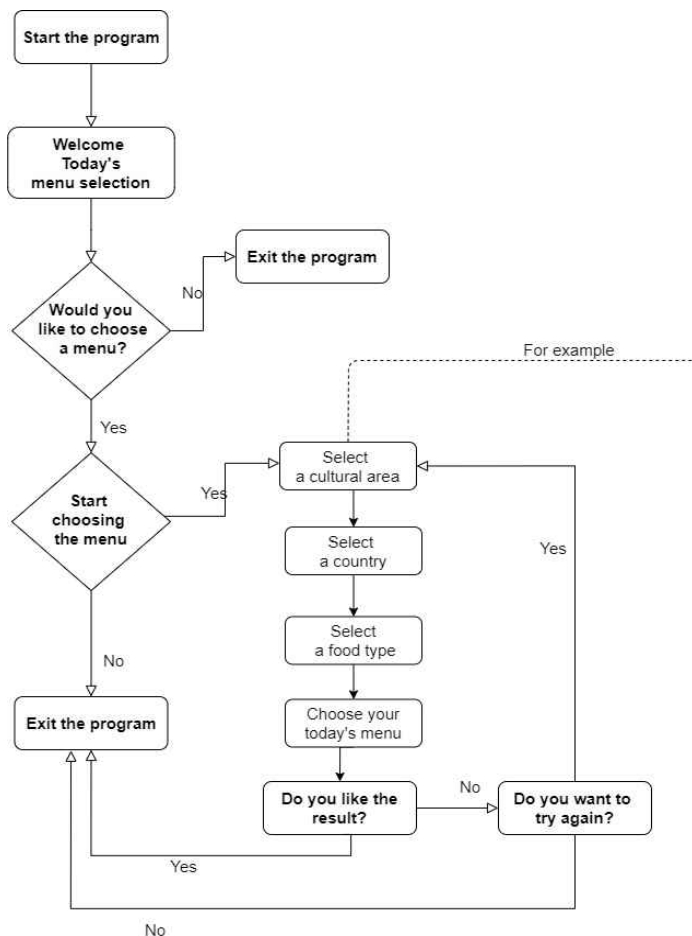 Start the program
Welcome
Today's
menu selection
Exit the program
No
Would you
like to choose
a menu?
For example
Yes
Select
a cultural area
Yes
Start
choosing
the menu
Select
a country
Yes
Select
a food type
No
Exit the program
Choose your
today's menu
Do you like the
result?
No
Do you want to
try again?
Yes
No